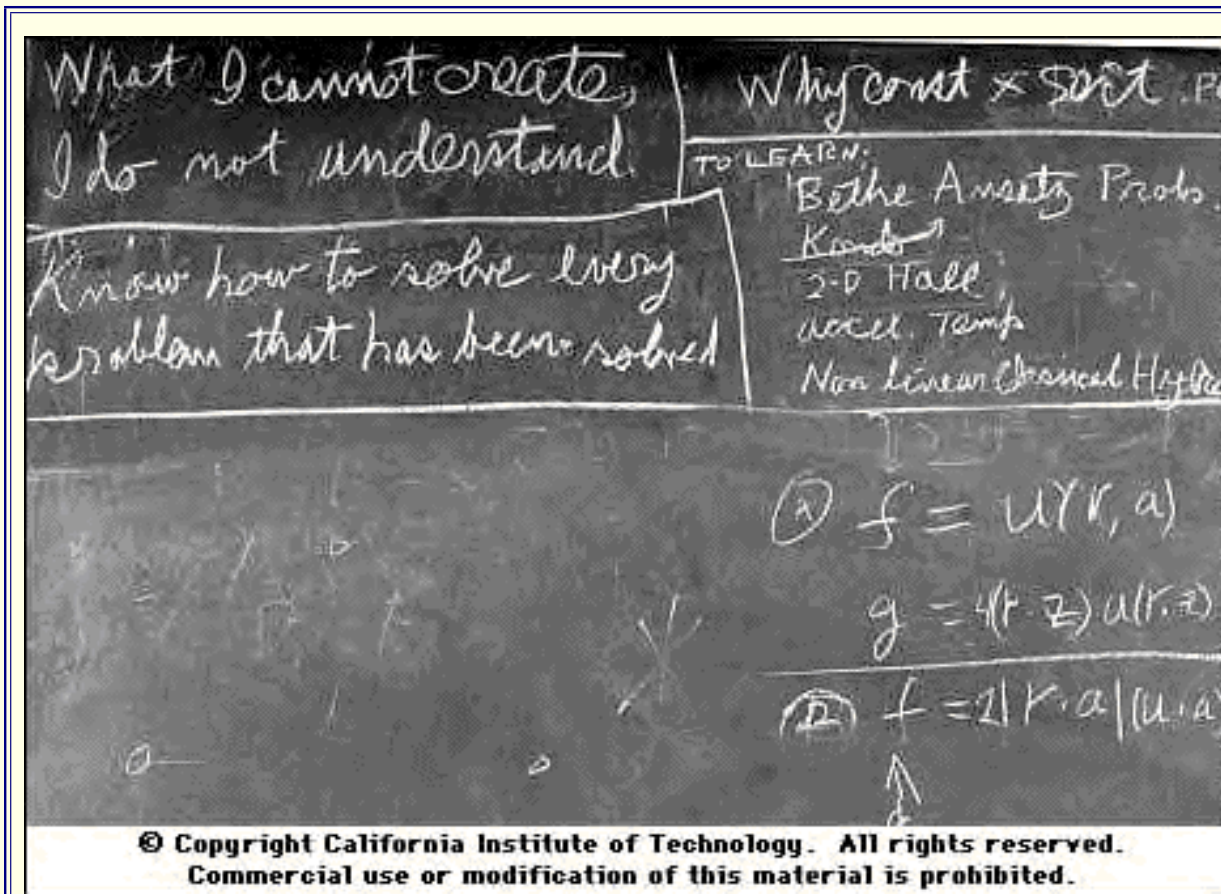 What I cannot create,
I do not understand.
Know how to solve every
problem that has been solved
Why const × sort
TO LEARN:
Bethe Ansatz Probs.
Kondo
2-D Hall
accel. Temp
Non linear Classical Hydro
f = u(r, a)
g = 4(r·z) u(r·z)
f = 2|r·a|(u·a)
© Copyright California Institute of Technology. All rights reserved.
Commercial use or modification of this material is prohibited.